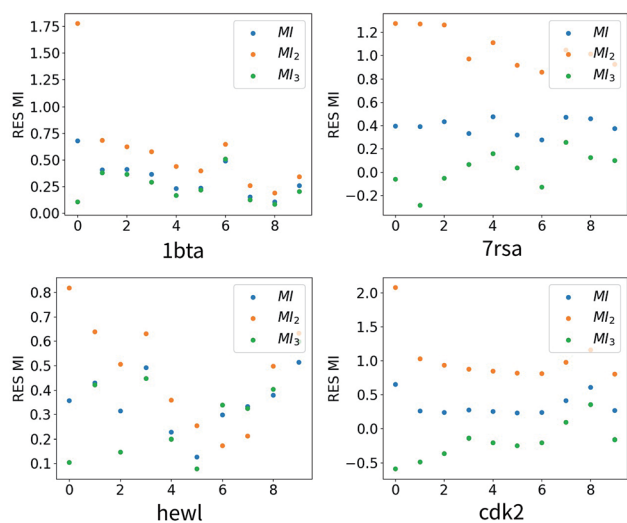 1.75
1.50
1.25
1.00
0.75
0.50
0.25
0.00
RES MI
MI
MI2
MI3
0 2 4 6 8
1bta
1.2
1.0
0.8
0.6
0.4
0.2
0.0
−0.2
RES MI
MI
MI2
MI3
0 2 4 6 8
7rsa
0.8
0.7
0.6
0.5
0.4
0.3
0.2
0.1
RES MI
MI
MI2
MI3
0 2 4 6 8
hewl
2.0
1.5
1.0
0.5
0.0
−0.5
RES MI
MI
MI2
MI3
0 2 4 6 8
cdk2